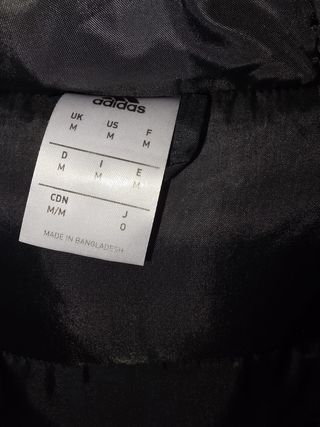 adidas
UK US F
M M M
D I E
M M M
CDN J
M/M O
MADE IN BANGLADESH